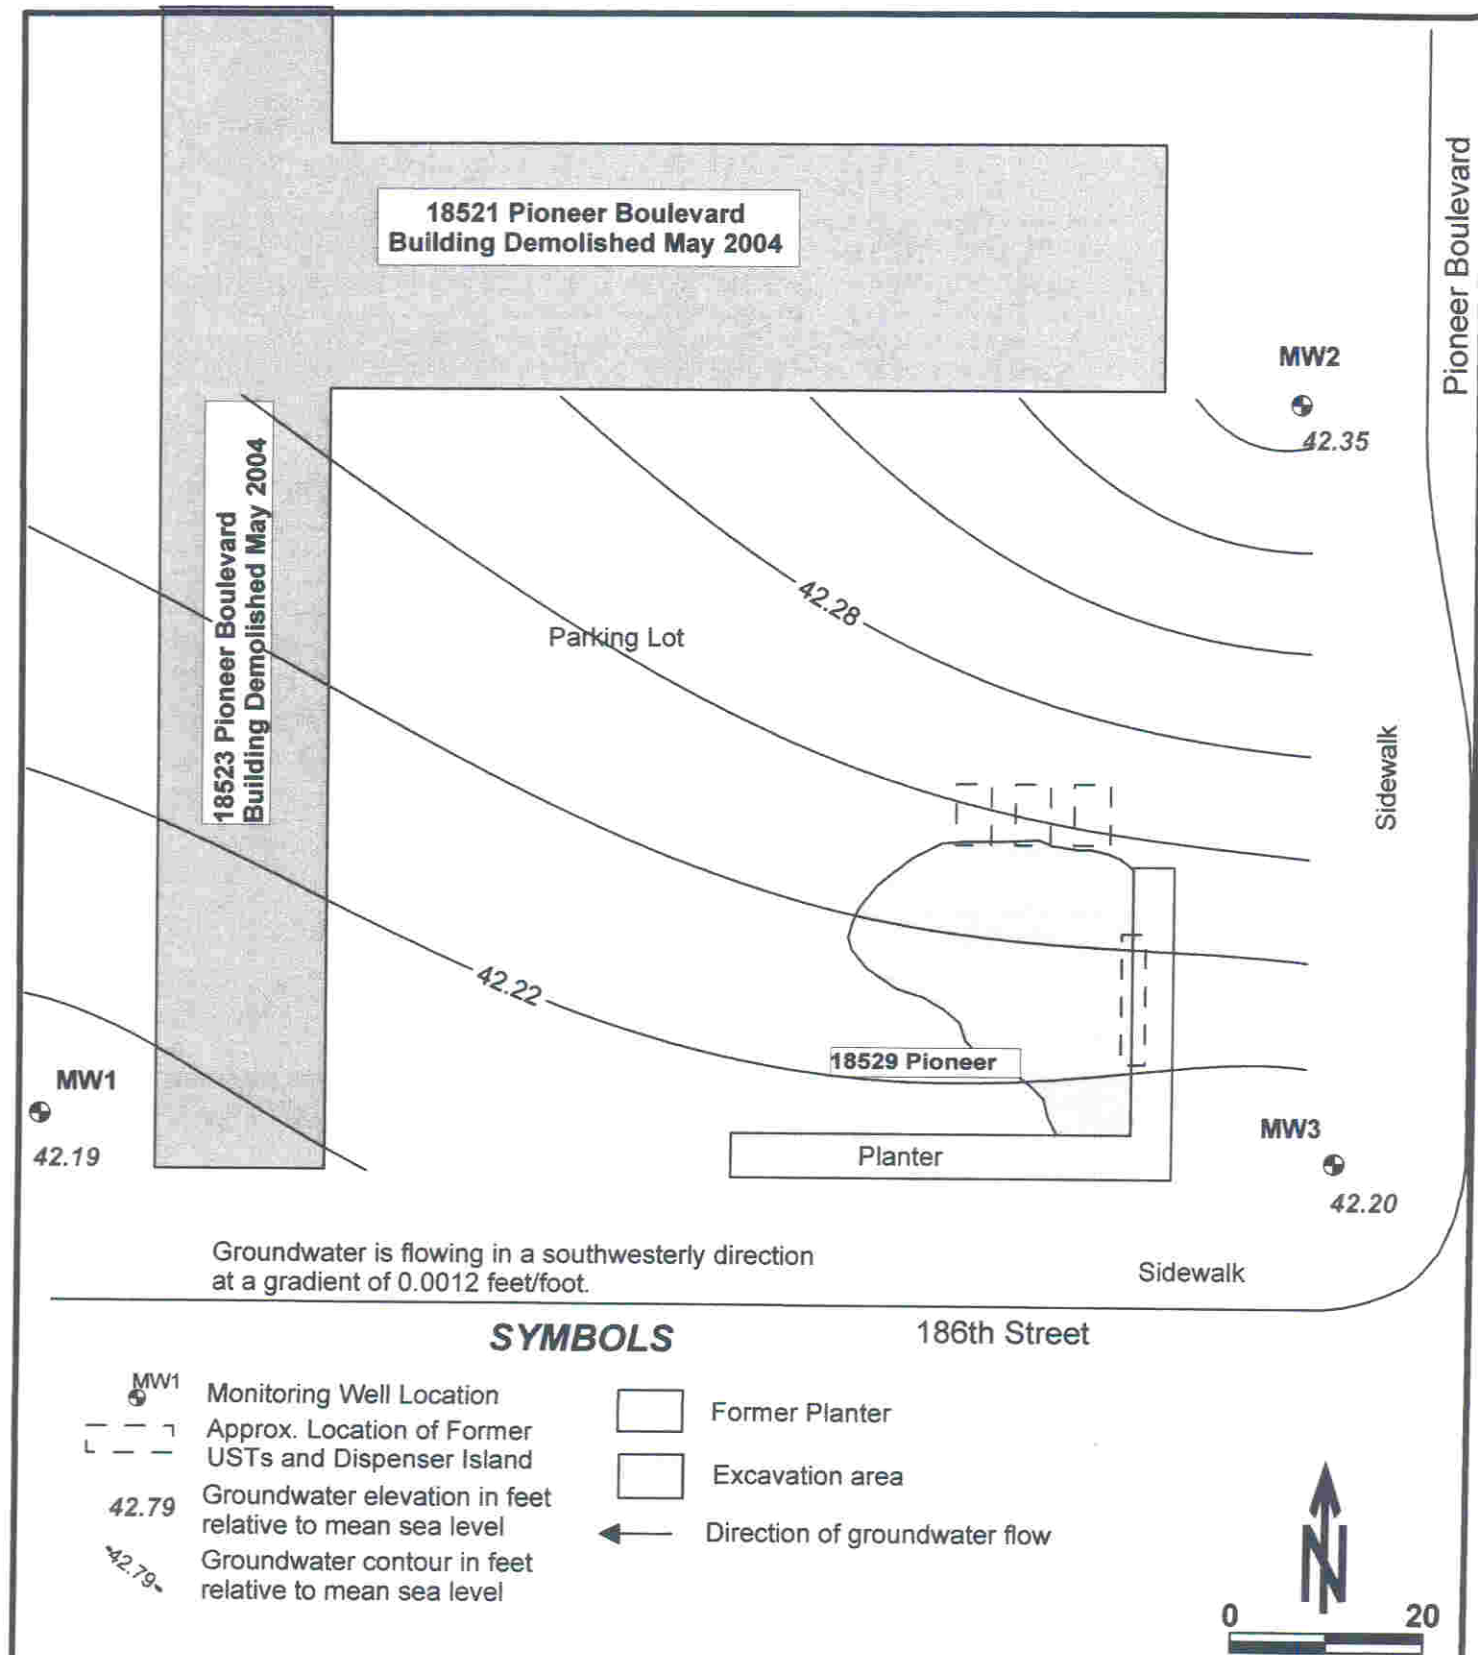 18521 Pioneer Boulevard
Building Demolished May 2004
Pioneer Boulevard
MW2
42.35
18523 Pioneer Boulevard
Building Demolished May 2004
42.28
Parking Lot
Sidewalk
42.22
18529 Pioneer
MW1
42.19
MW3
42.20
Planter
Groundwater is flowing in a southwesterly direction
at a gradient of 0.0012 feet/foot.
Sidewalk
SYMBOLS
186th Street
MW1
Monitoring Well Location
Approx. Location of Former
USTs and Dispenser Island
42.79
Groundwater elevation in feet
relative to mean sea level
42.79
Groundwater contour in feet
relative to mean sea level
Former Planter
Excavation area
Direction of groundwater flow
N
0 20